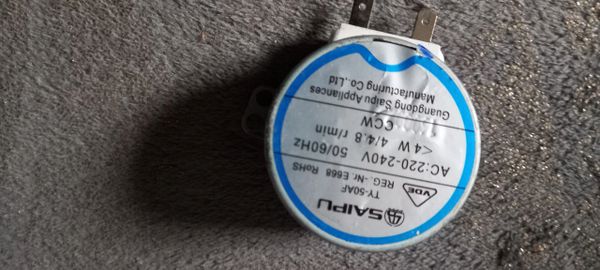 SAIPU
TY-50AF
REG.-Nr. E668 RoHS
VDE
AC:220-240V 50/60Hz
<4W 4/4.8 r/min
CCW
Guangdong Saipu Appliances
Manufacturing Co.,Ltd